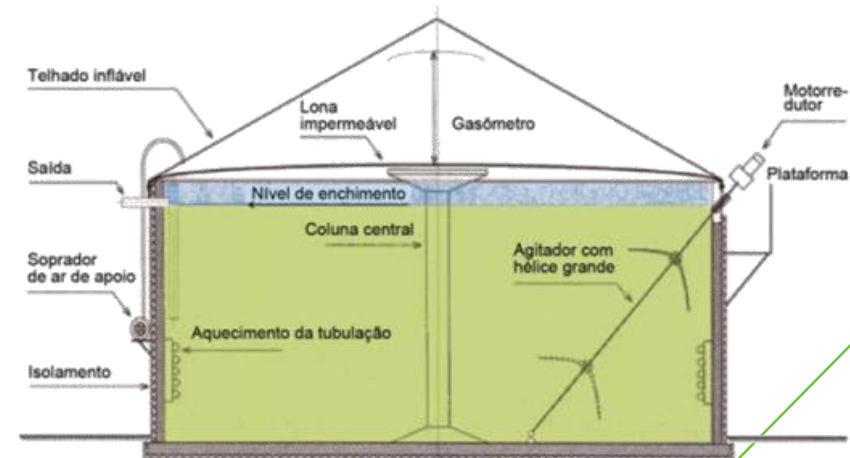 Telhado inflável
Lona
impermeável
Gasômetro
Motorre-
dutor
Saída
Plataforma
Nível de enchimento
Coluna central
Agitador com
hélice grande
Soprador
de ar de apoio
Aquecimento da tubulação
Isolamento